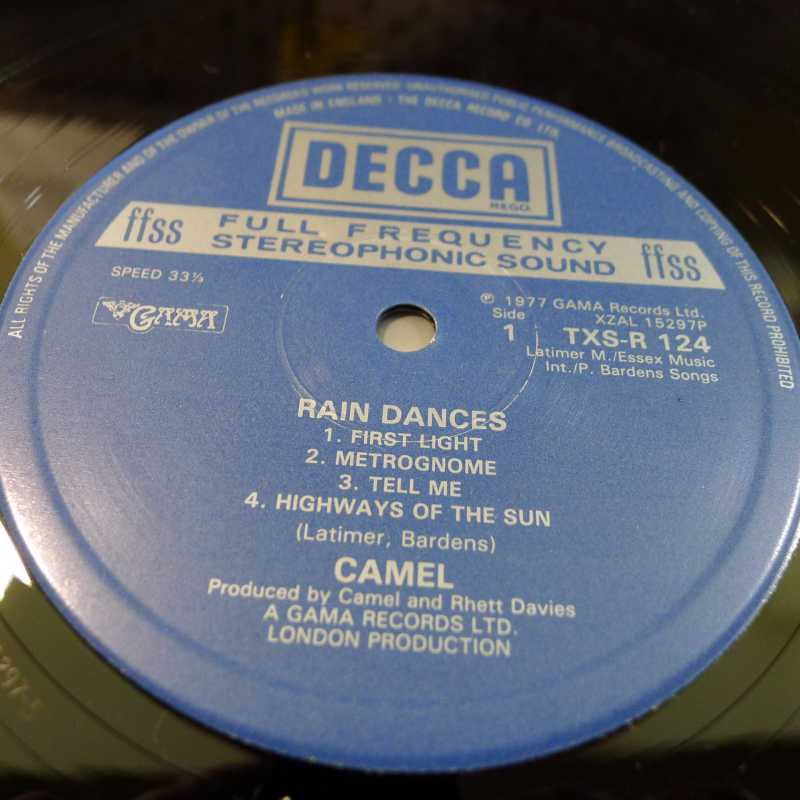 ALL RIGHTS OF THE MANUFACTURER AND OF THE OWNER OF THE RECORDED WORK RESERVED. UNAUTHORISED PUBLIC PERFORMANCE BROADCASTING AND COPYING OF THIS RECORD PROHIBITED
MADE IN ENGLAND · THE DECCA RECORD CO. LTD.
DECCA
REGD.
ffss FULL FREQUENCY ffss
STEREOPHONIC SOUND
SPEED 33⅓
GAMA
℗ 1977 GAMA Records Ltd.
Side XZAL 15297P
1 TXS-R 124
Latimer M./Essex Music
Int./P. Bardens Songs
RAIN DANCES
1. FIRST LIGHT
2. METROGNOME
3. TELL ME
4. HIGHWAYS OF THE SUN
(Latimer, Bardens)
CAMEL
Produced by Camel and Rhett Davies
A GAMA RECORDS LTD.
LONDON PRODUCTION